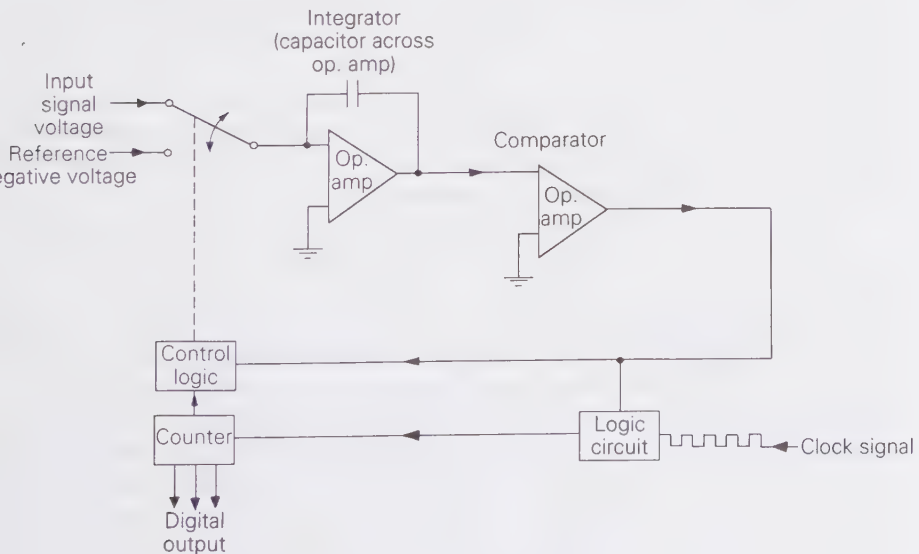 Integrator
(capacitor across
op. amp)
Input
signal
voltage
Reference
egative voltage
Op.
amp
Comparator
Op.
amp
Control
logic
Counter
Logic
circuit
Clock signal
Digital
output